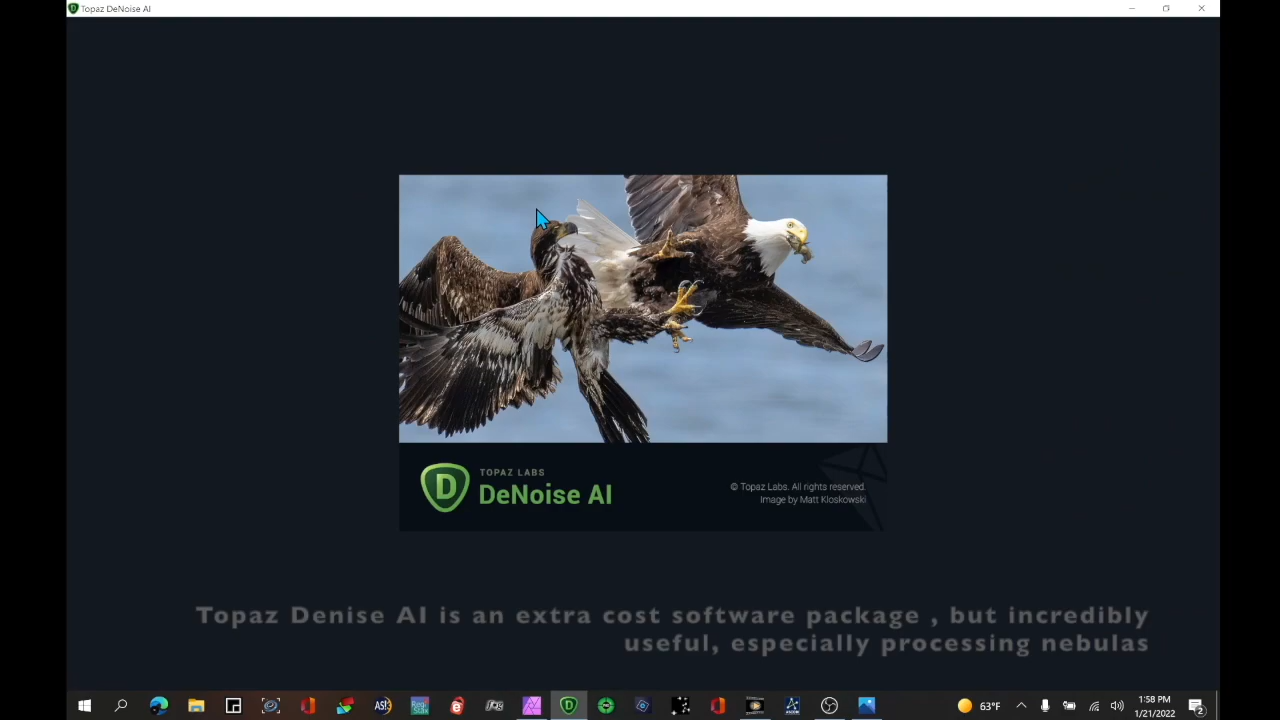 Topaz DeNoise AI
TOPAZ LABS
DeNoise AI
D
© Topaz Labs. All rights reserved.
Image by Matt Kloskowski
Topaz Denise AI is an extra cost software package , but incredibly
useful, especially processing nebulas
63°F
1:58 PM
1/21/2022
2